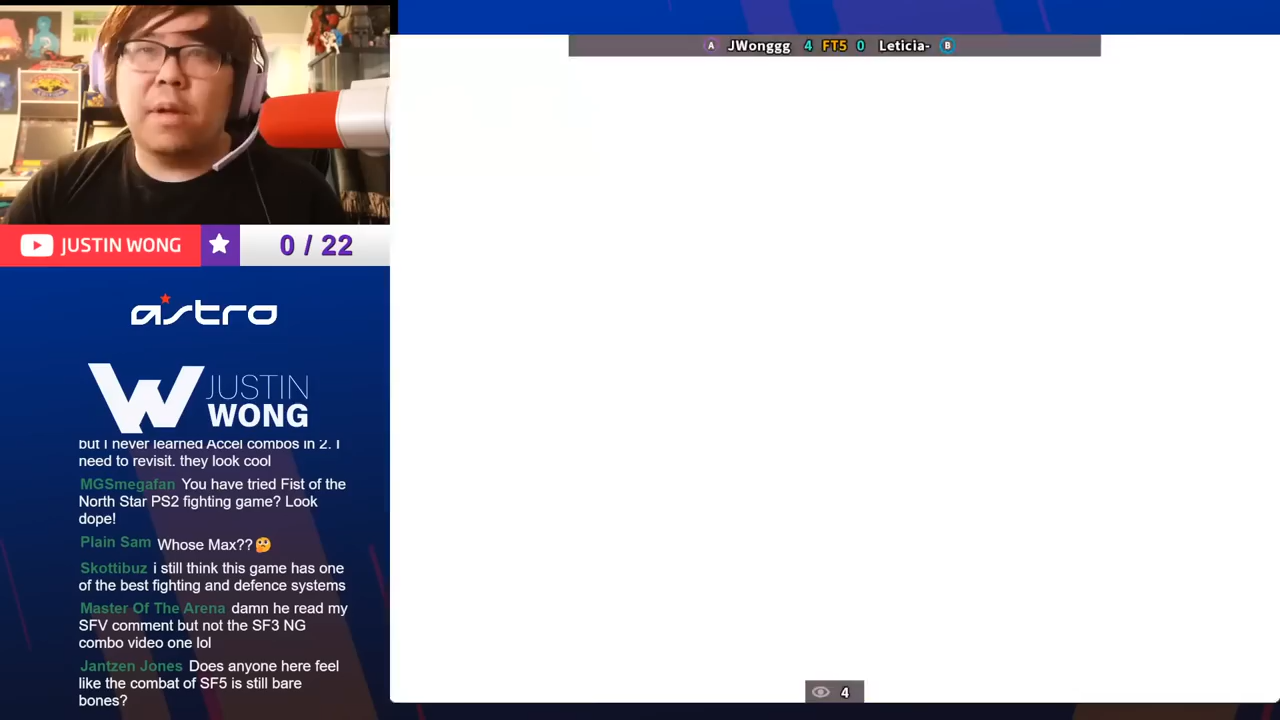 A JWonggg 4 FT5 0 Leticia- B
JUSTIN WONG
0 / 22
astro
JUSTIN
WONG
but I never learned Accel combos in 2. I
need to revisit. they look cool
MGSmegafan You have tried Fist of the
North Star PS2 fighting game? Look
dope!
Plain Sam Whose Max??🤔
Skottibuz i still think this game has one
of the best fighting and defence systems
Master Of The Arena damn he read my
SFV comment but not the SF3 NG
combo video one lol
Jantzen Jones Does anyone here feel
like the combat of SF5 is still bare
bones?
4